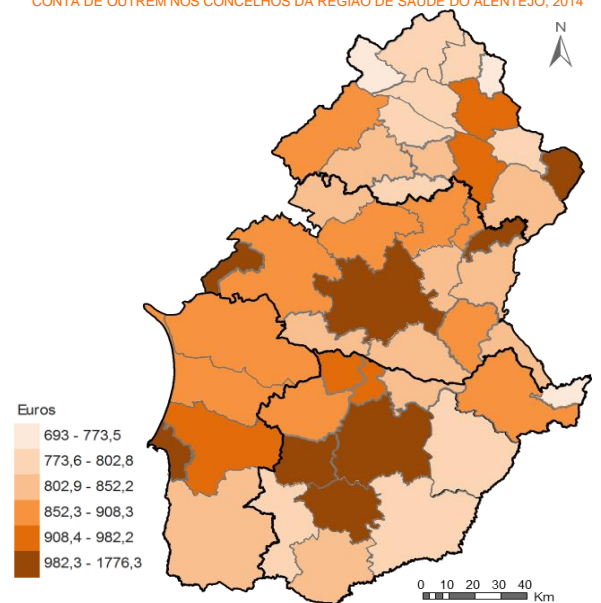 CONTA DE OUTREM NOS CONCELHOS DA REGIÃO DE SAÚDE DO ALENTEJO, 2014
N
Euros
693 - 773,5
773,6 - 802,8
802,9 - 852,2
852,3 - 908,3
908,4 - 982,2
982,3 - 1776,3
0 10 20 30 40
Km